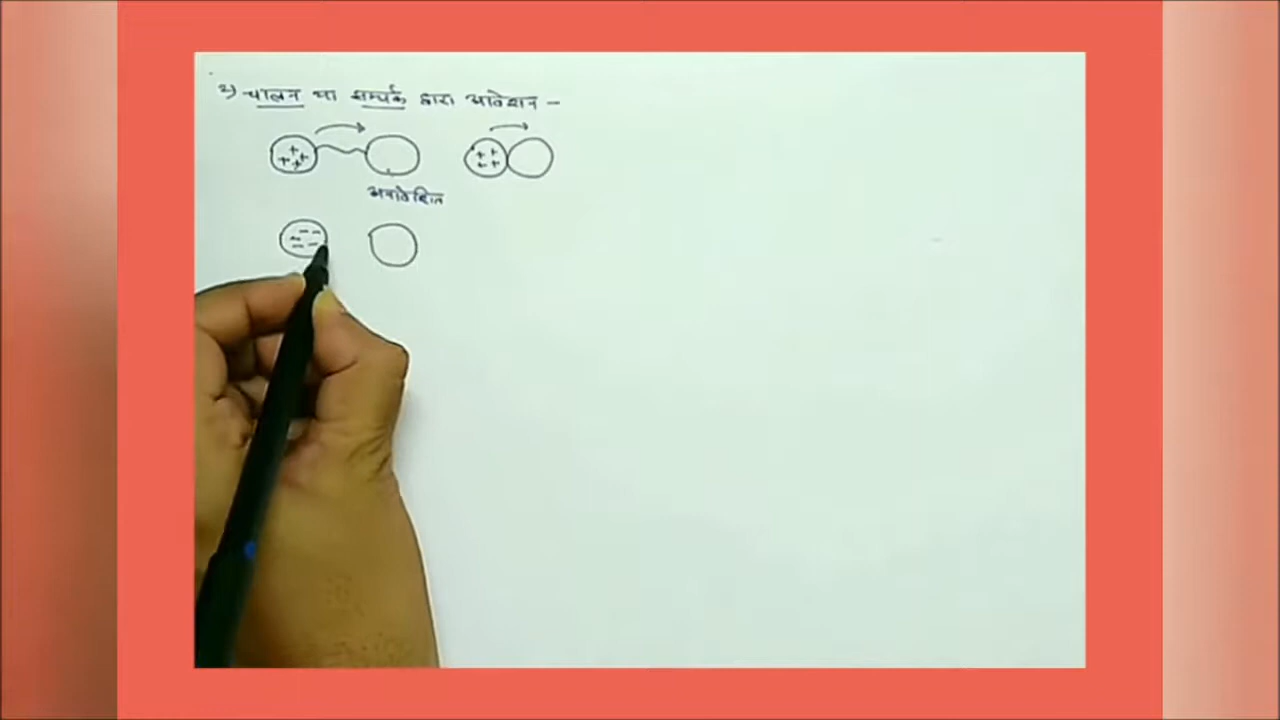 2) चालन या सम्पर्क द्वारा आवेशन -
+ + + + + + + +
अनावेशित
- - - - -